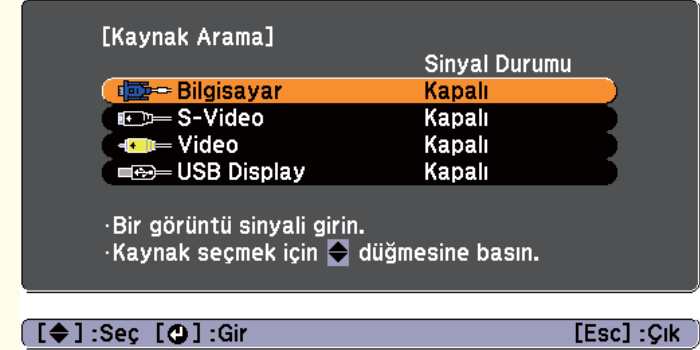 [Kaynak Arama]
Sinyal Durumu
Bilgisayar Kapalı
S-Video Kapalı
Video Kapalı
USB Display Kapalı
·Bir görüntü sinyali girin.
·Kaynak seçmek için düğmesine basın.
[ ] :Seç [ ] :Gir [Esc] :Çık